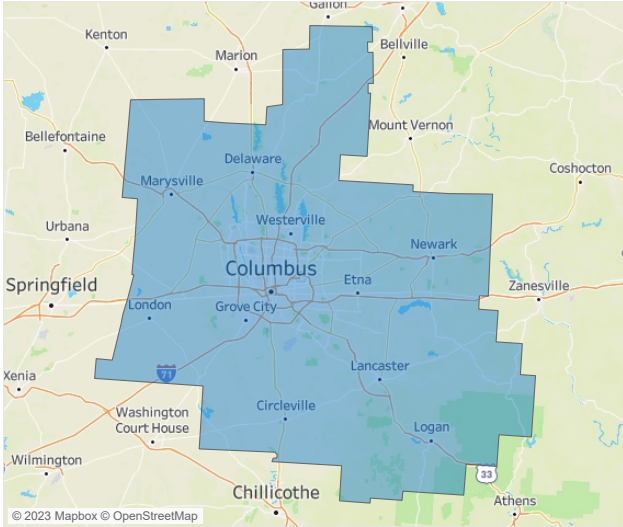 Galion
Kenton
Bellville
Marion
Mount Vernon
Bellefontaine
Delaware
Coshocton
Marysville
Urbana
Westerville
Newark
Columbus
Springfield
Etna
Zanesville
London
Grove City
Lancaster
71
Xenia
Circleville
Washington
Court House
Logan
Wilmington
33
Chillicothe
Athens
© 2023 Mapbox © OpenStreetMap